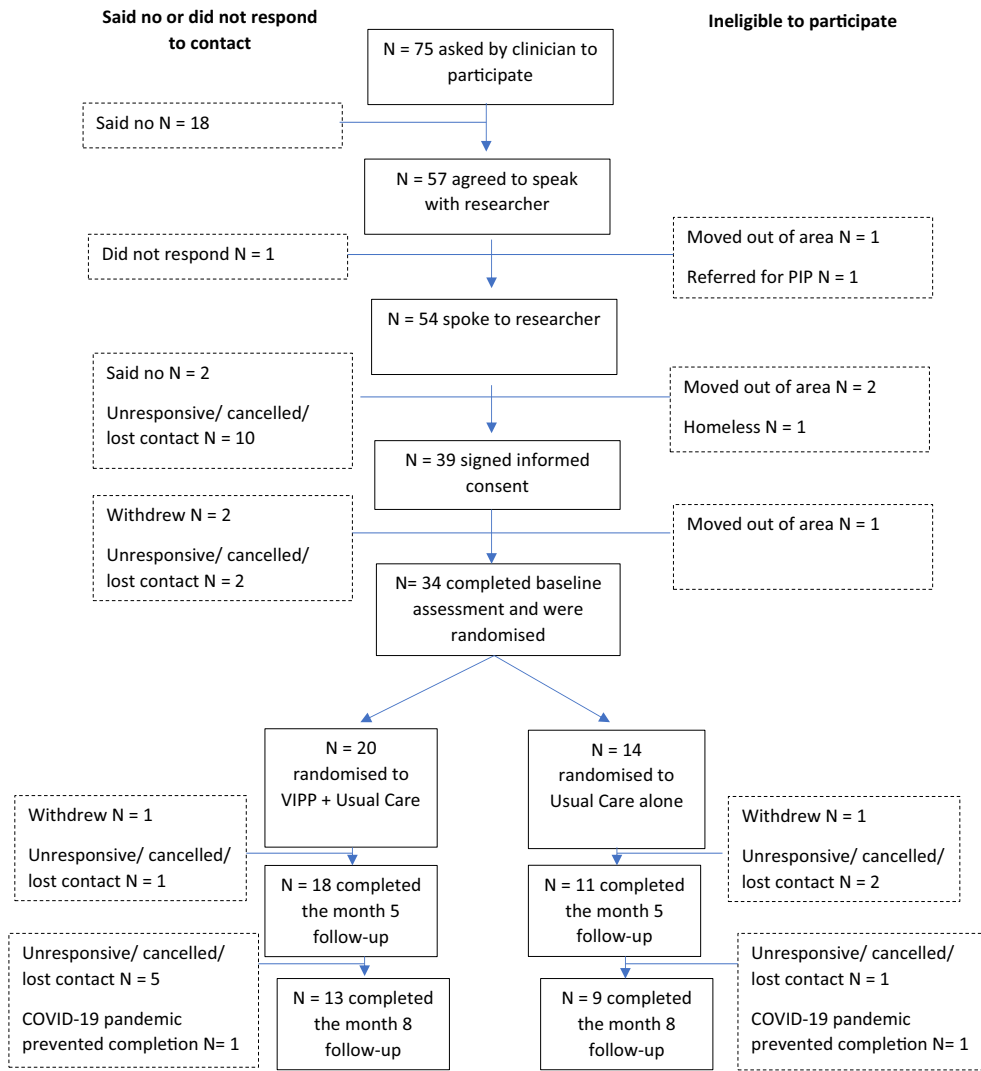 Said no or did not respond
to contact
Ineligible to participate
N = 75 asked by clinician to
participate
Said no N = 18
N = 57 agreed to speak
with researcher
Did not respond N = 1
Moved out of area N = 1
Referred for PIP N = 1
N = 54 spoke to researcher
Said no N = 2
Unresponsive/ cancelled/
lost contact N = 10
Moved out of area N = 2
Homeless N = 1
N = 39 signed informed
consent
Withdrew N = 2
Unresponsive/ cancelled/
lost contact N = 2
Moved out of area N = 1
N= 34 completed baseline
assessment and were
randomised
N = 20
randomised to
VIPP + Usual Care
N = 14
randomised to
Usual Care alone
Withdrew N = 1
Unresponsive/ cancelled/
lost contact N = 1
Withdrew N = 1
Unresponsive/ cancelled/
lost contact N = 2
N = 18 completed
the month 5
follow-up
N = 11 completed
the month 5
follow-up
Unresponsive/ cancelled/
lost contact N = 5
COVID-19 pandemic
prevented completion N= 1
Unresponsive/ cancelled/
lost contact N = 1
COVID-19 pandemic
prevented completion N= 1
N = 13 completed
the month 8
follow-up
N = 9 completed
the month 8
follow-up